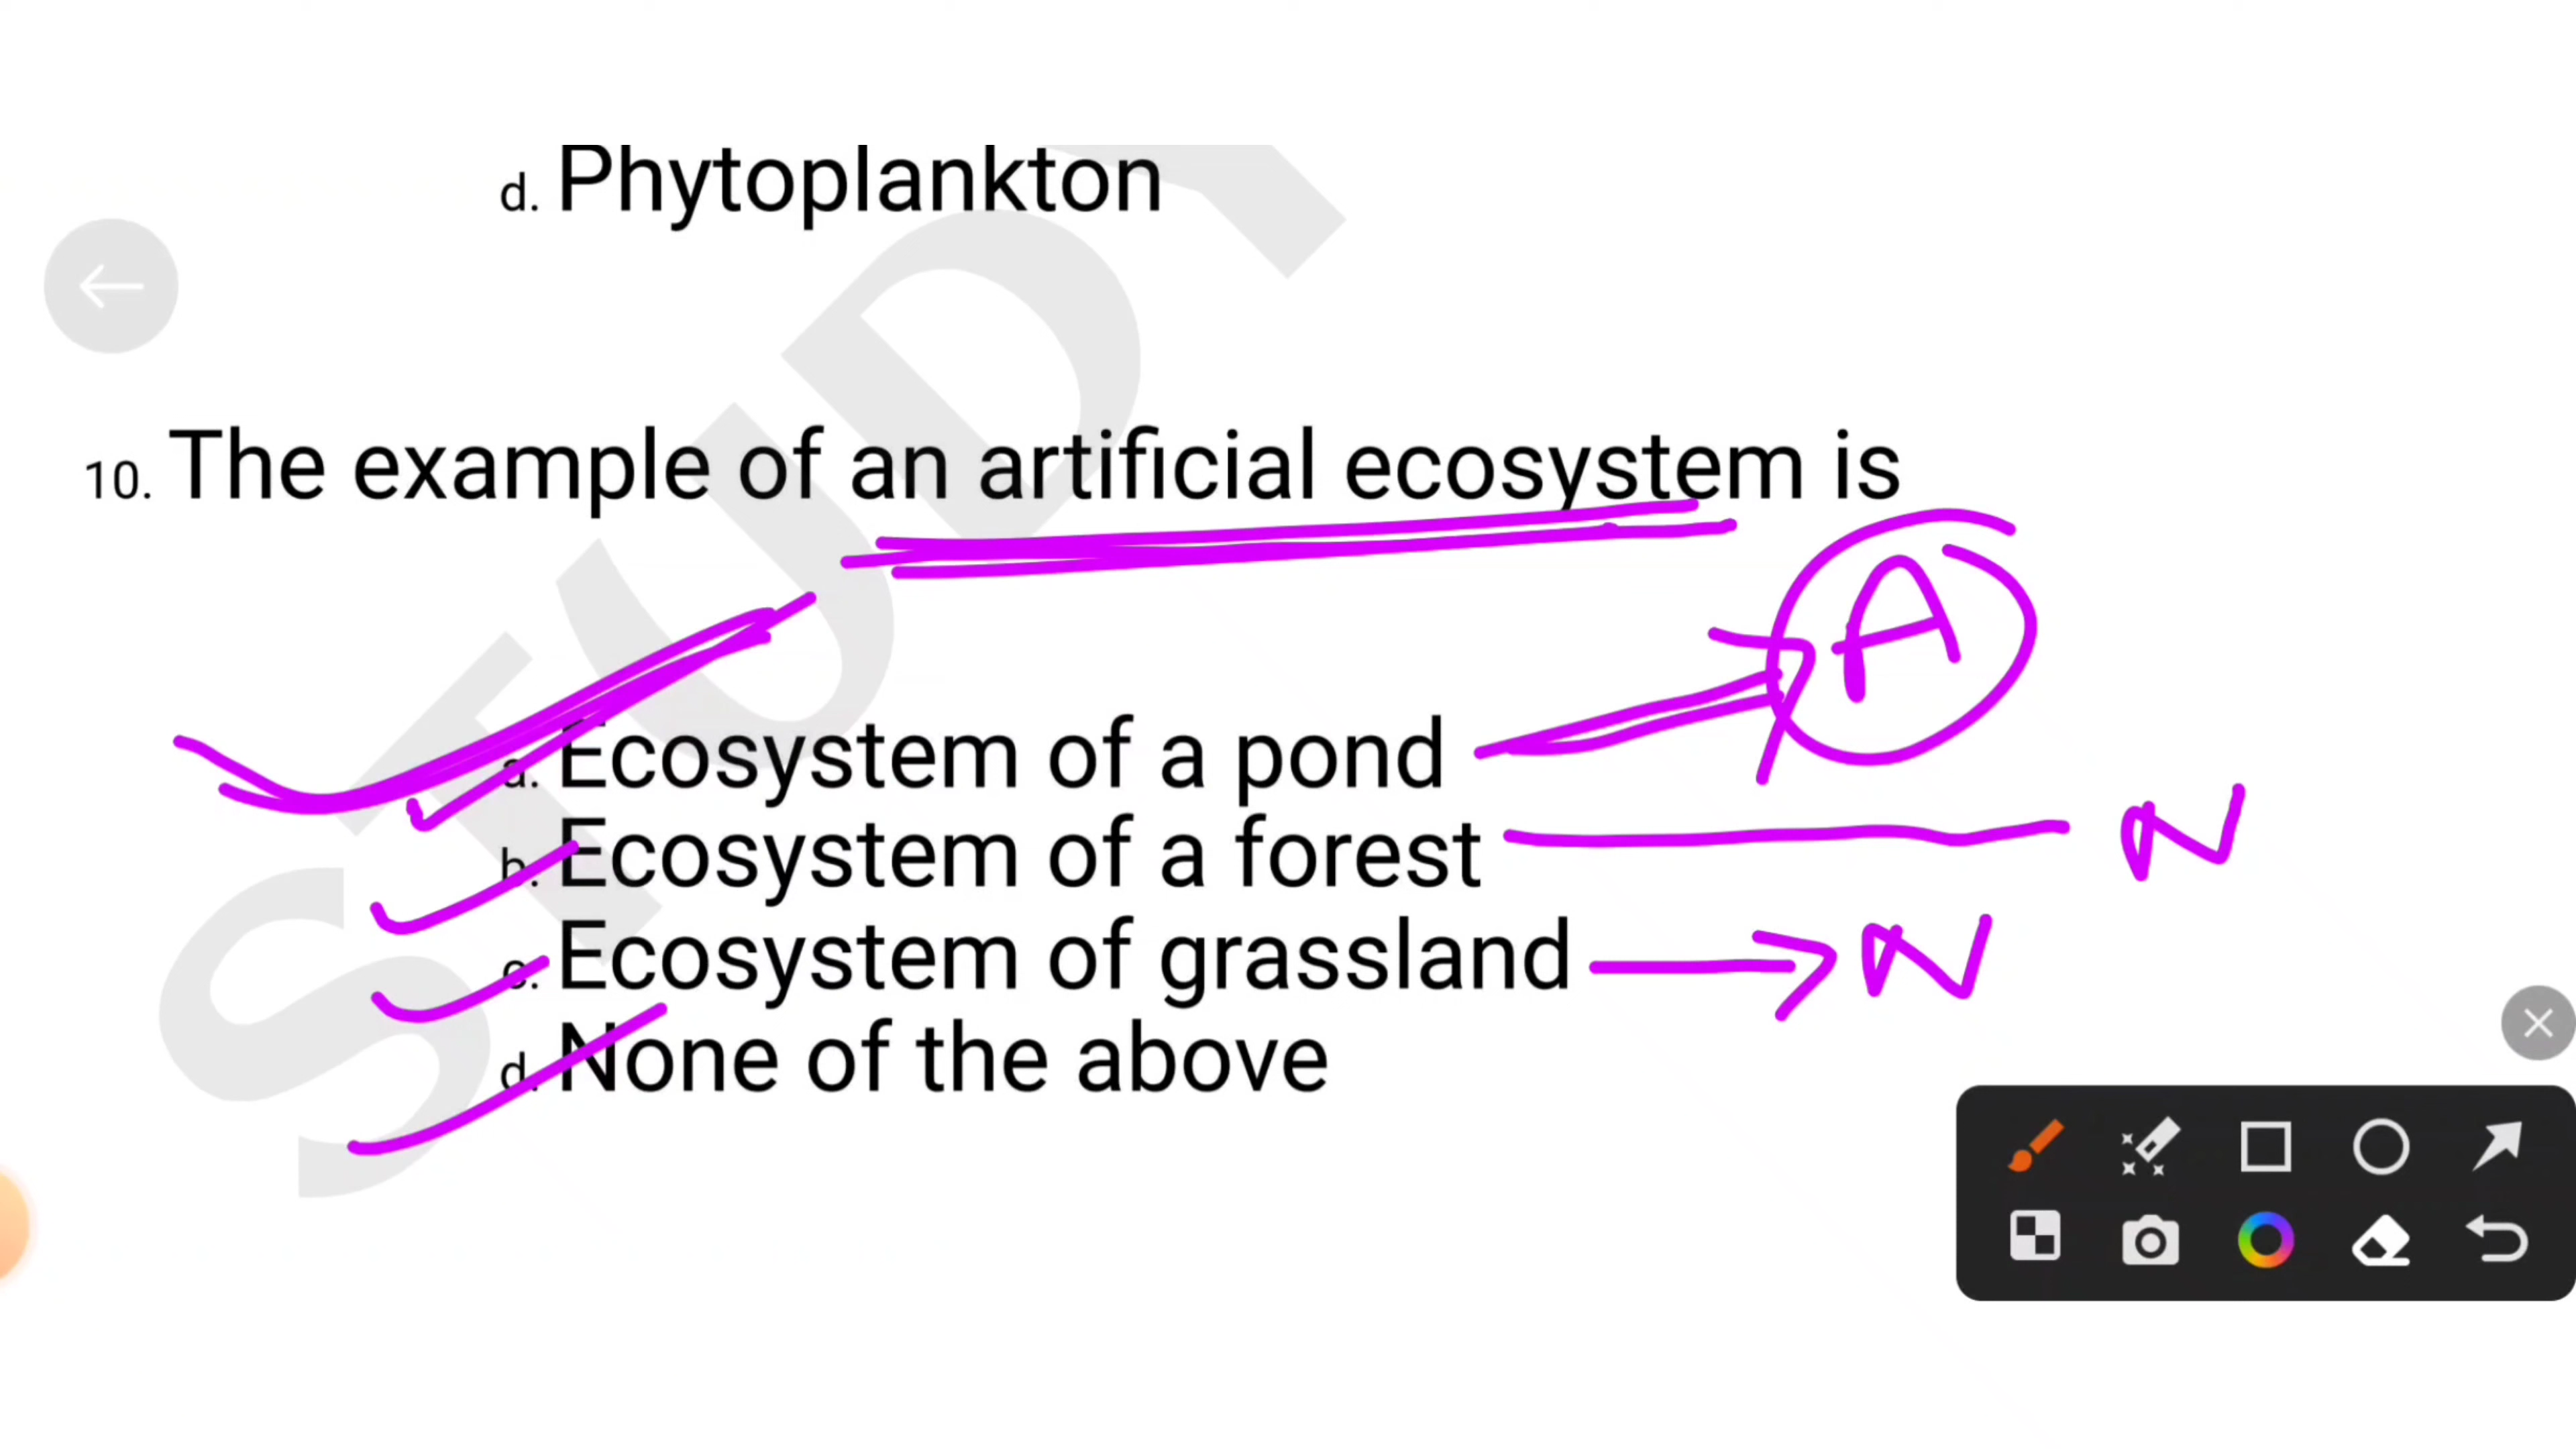 d. Phytoplankton
10. The example of an artificial ecosystem is
A
a. Ecosystem of a pond
b. Ecosystem of a forest
N
c. Ecosystem of grassland
N
d. None of the above
STUDY